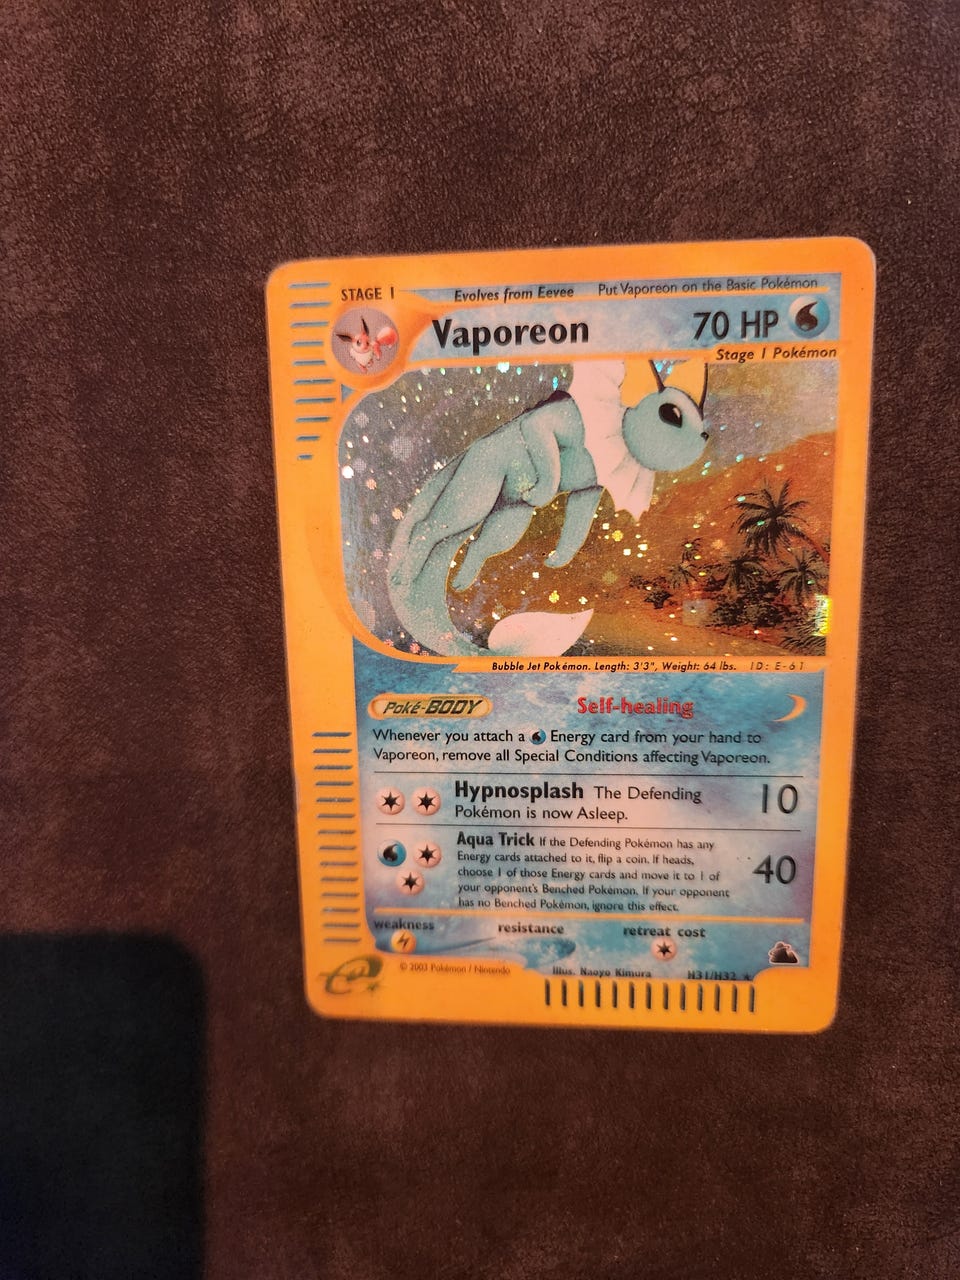 STAGE 1 Evolves from Eevee Put Vaporeon on the Basic Pokémon
Vaporeon 70 HP
Stage 1 Pokémon
Bubble Jet Pokémon. Length: 3'3", Weight: 64 lbs. ID: E-61
Poké-BODY Self-healing
Whenever you attach a Energy card from your hand to
Vaporeon, remove all Special Conditions affecting Vaporeon.
Hypnosplash The Defending 10
Pokémon is now Asleep.
Aqua Trick If the Defending Pokémon has any
Energy cards attached to it, flip a coin. If heads,
choose 1 of those Energy cards and move it to 1 of 40
your opponent's Benched Pokémon. If your opponent
has no Benched Pokémon, ignore this effect.
weakness resistance retreat cost
© 2003 Pokémon / Nintendo Illus. Naoyo Kimura H31/H32 ★
e